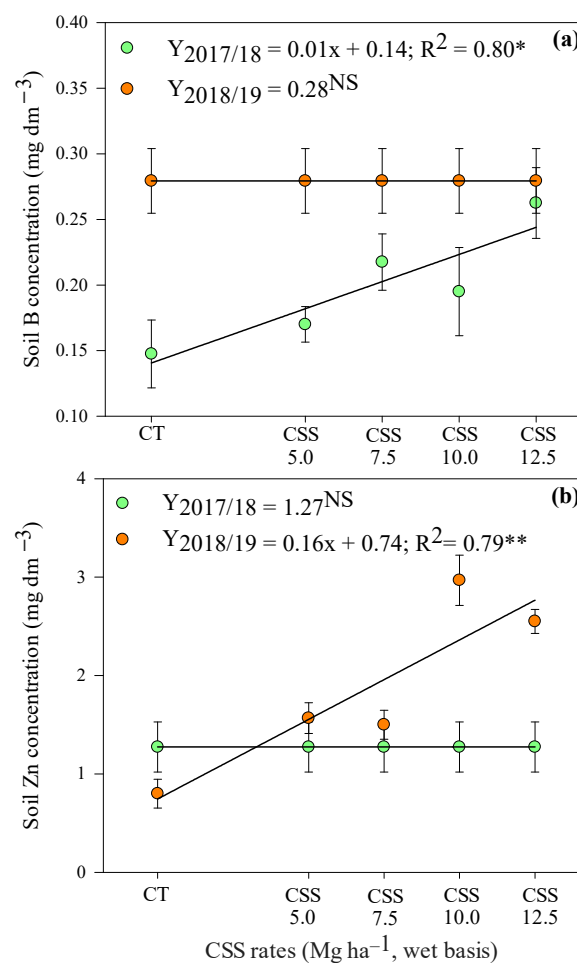 (a)
Y2017/18 = 0.01x + 0.14; R² = 0.80*
Y2018/19 = 0.28NS
Soil B concentration (mg dm⁻³)
0.40
0.35
0.30
0.25
0.20
0.15
0.10
CT
CSS 5.0
CSS 7.5
CSS 10.0
CSS 12.5
(b)
Y2017/18 = 1.27NS
Y2018/19 = 0.16x + 0.74; R²= 0.79**
Soil Zn concentration (mg dm⁻³)
4
3
2
1
0
CT
CSS 5.0
CSS 7.5
CSS 10.0
CSS 12.5
CSS rates (Mg ha⁻¹, wet basis)